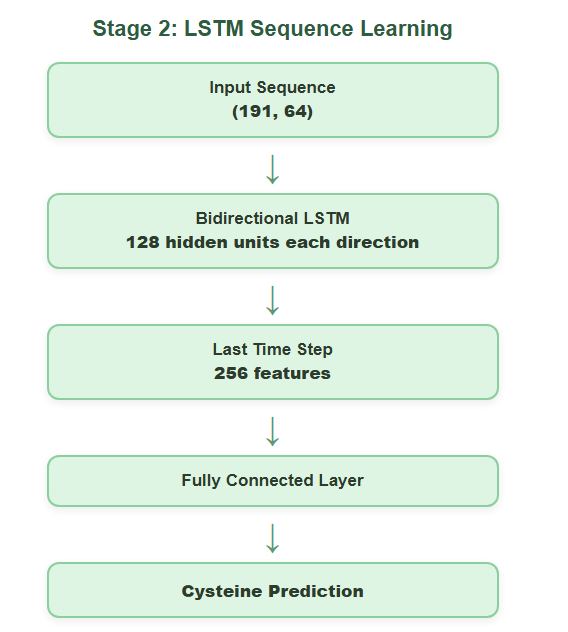 Stage 2: LSTM Sequence Learning
Input Sequence
(191, 64)
Bidirectional LSTM
128 hidden units each direction
Last Time Step
256 features
Fully Connected Layer
Cysteine Prediction